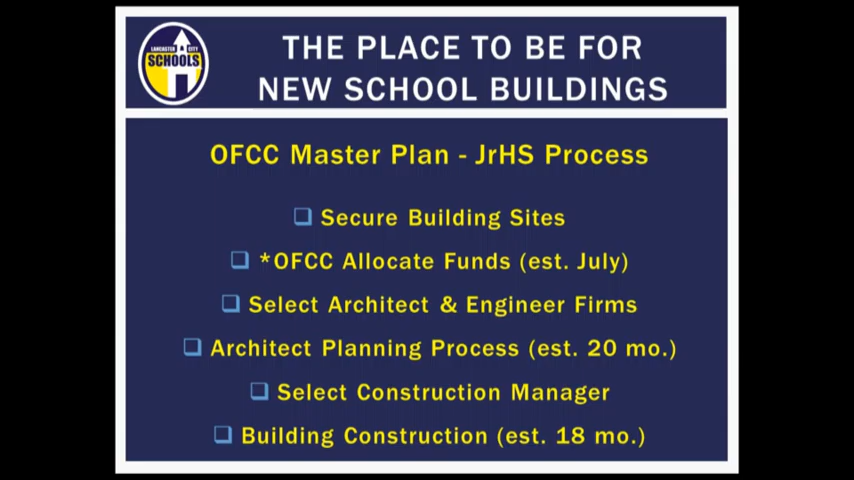 LANCASTER CITY
SCHOOLS
THE PLACE TO BE FOR
NEW SCHOOL BUILDINGS
OFCC Master Plan - JrHS Process
❑ Secure Building Sites
❑ *OFCC Allocate Funds (est. July)
❑ Select Architect & Engineer Firms
❑ Architect Planning Process (est. 20 mo.)
❑ Select Construction Manager
❑ Building Construction (est. 18 mo.)